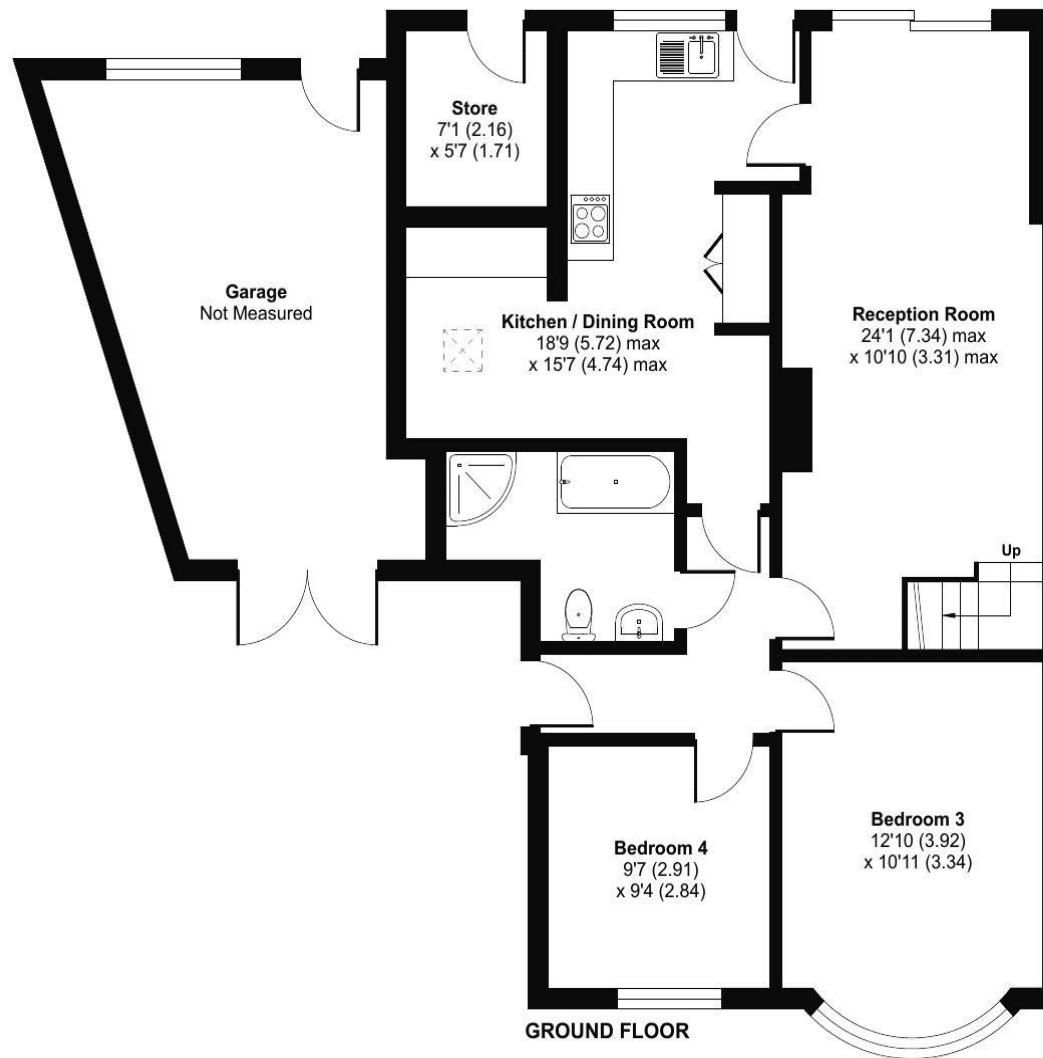 Store
7'1 (2.16)
x 5'7 (1.71)
Garage
Not Measured
Kitchen / Dining Room
18'9 (5.72) max
x 15'7 (4.74) max
Reception Room
24'1 (7.34) max
x 10'10 (3.31) max
Up
Bedroom 4
9'7 (2.91)
x 9'4 (2.84)
Bedroom 3
12'10 (3.92)
x 10'11 (3.34)
GROUND FLOOR